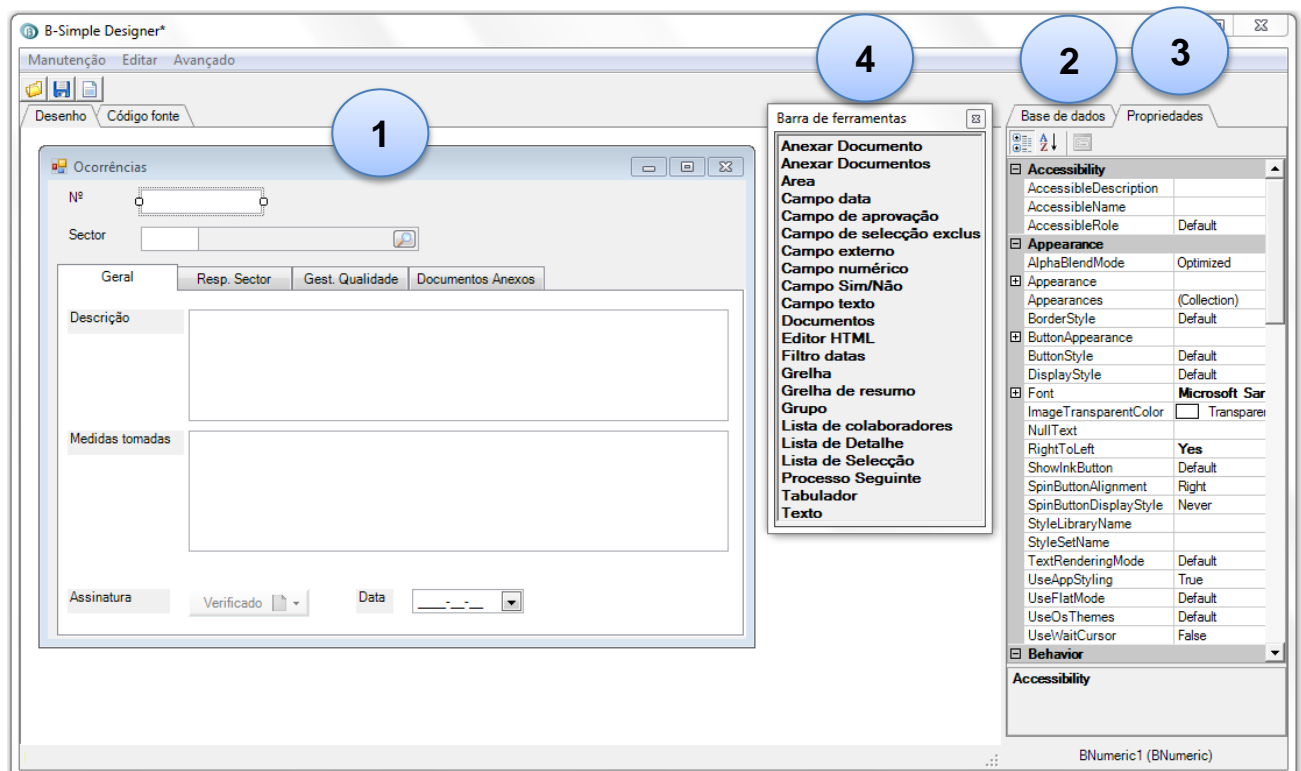 B-Simple Designer*
Manutenção Editar Avançado
Desenho Código fonte
1
4
2
3
Ocorrências
Nº
Sector
Geral Resp. Sector Gest. Qualidade Documentos Anexos
Descrição
Medidas tomadas
Assinatura Verificado Data ____-__-__
Barra de ferramentas
Anexar Documento
Anexar Documentos
Area
Campo data
Campo de aprovação
Campo de selecção exclus
Campo externo
Campo numérico
Campo Sim/Não
Campo texto
Documentos
Editor HTML
Filtro datas
Grelha
Grelha de resumo
Grupo
Lista de colaboradores
Lista de Detalhe
Lista de Selecção
Processo Seguinte
Tabulador
Texto
Base de dados Propriedades
Accessibility
AccessibleDescription
AccessibleName
AccessibleRole Default
Appearance
AlphaBlendMode Optimized
Appearance
Appearances (Collection)
BorderStyle Default
ButtonAppearance
ButtonStyle Default
DisplayStyle Default
Font Microsoft Sar
ImageTransparentColor Transparen
NullText
RightToLeft Yes
ShowInkButton Default
SpinButtonAlignment Right
SpinButtonDisplayStyle Never
StyleLibraryName
StyleSetName
TextRenderingMode Default
UseAppStyling True
UseFlatMode Default
UseOsThemes Default
UseWaitCursor False
Behavior
Accessibility
BNumeric1 (BNumeric)